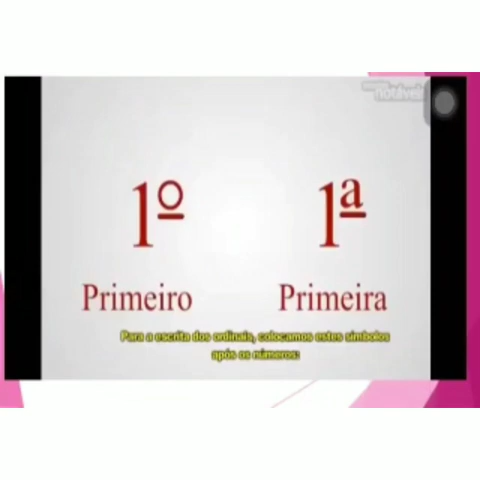 1º 1ª
Primeiro Primeira
Para a escrita dos ordinais, colocamos estes símbolos
após os números: